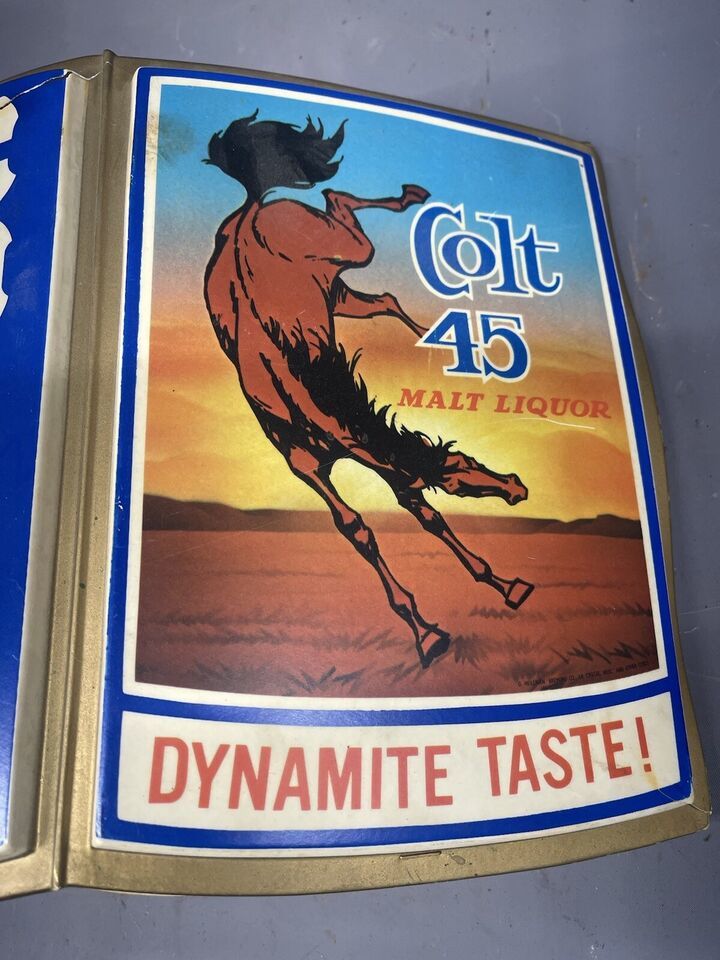 Colt
45
MALT LIQUOR
DYNAMITE TASTE!